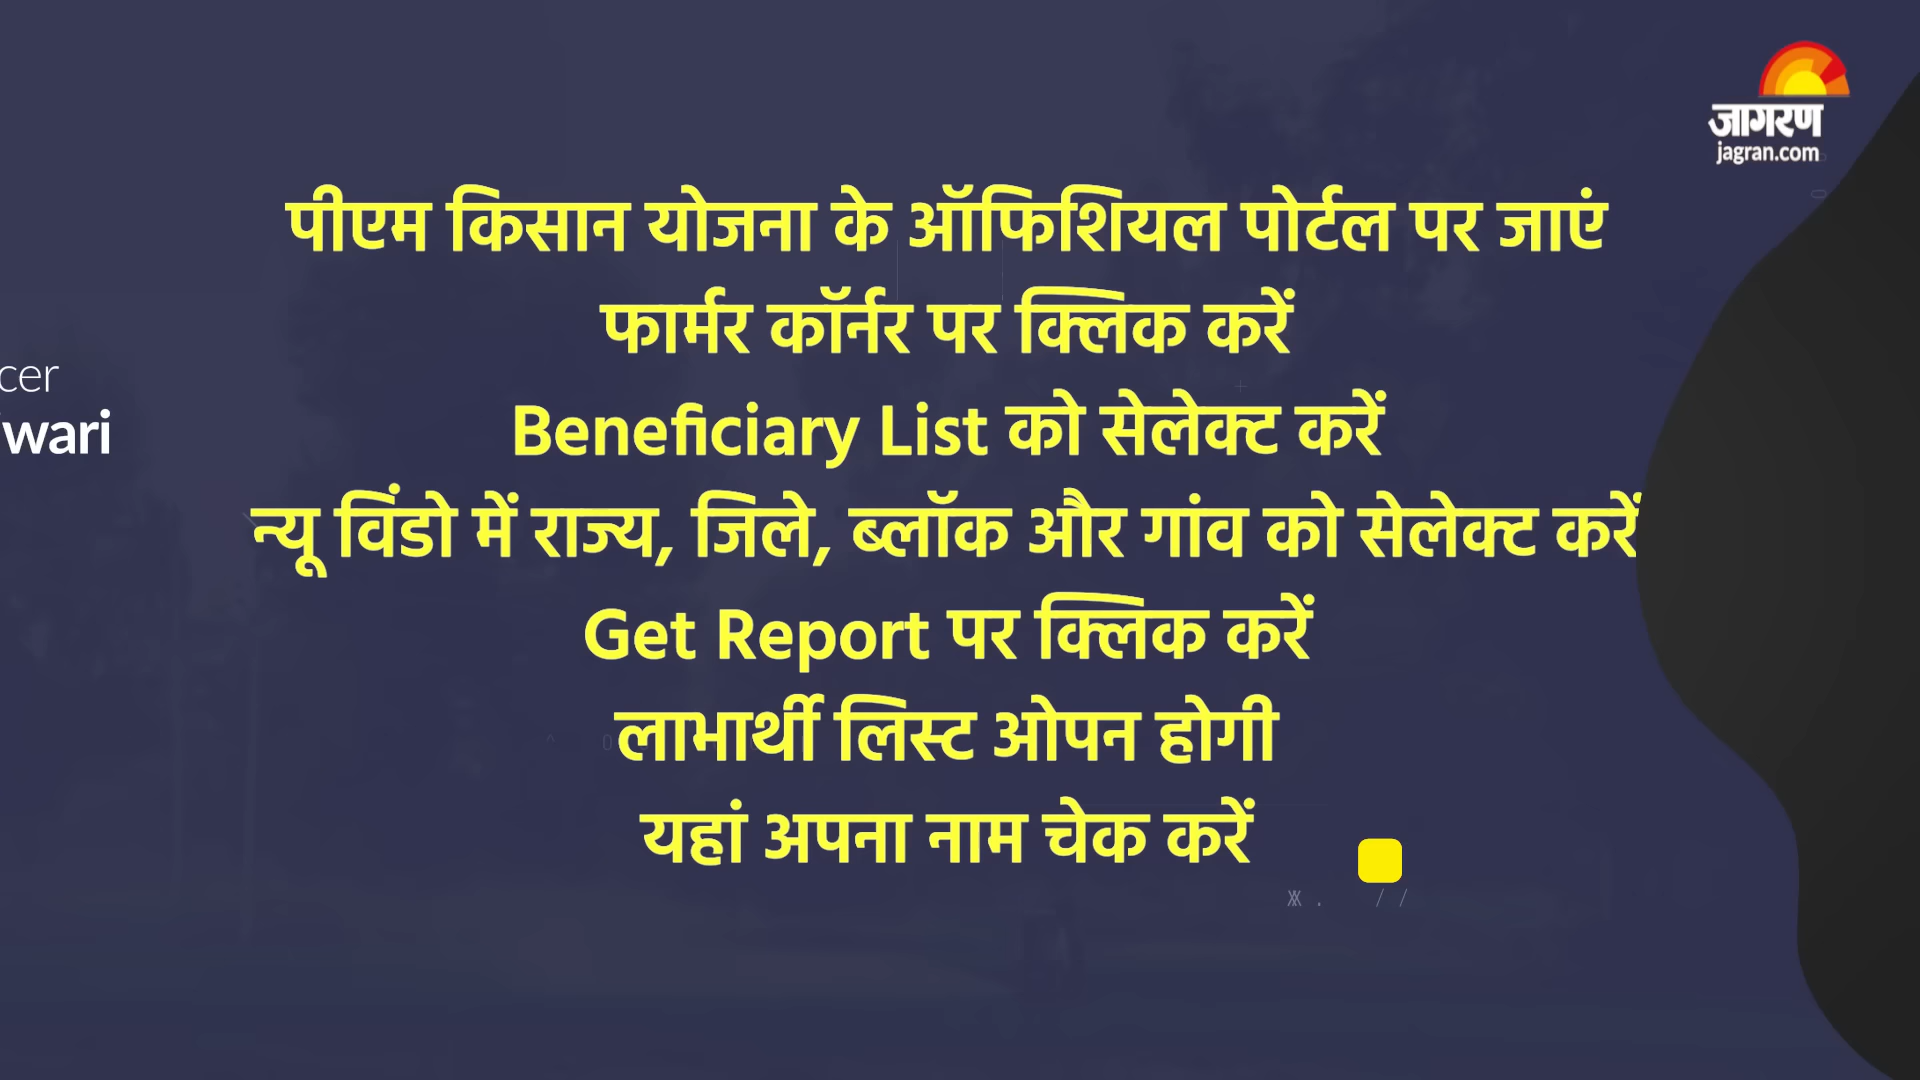 जागरण
jagran.com
पीएम किसान योजना के ऑफिशियल पोर्टल पर जाएं
फार्मर कॉर्नर पर क्लिक करें
cer
wari
Beneficiary List को सेलेक्ट करें
न्यू विंडो में राज्य, जिले, ब्लॉक और गांव को सेलेक्ट करें
Get Report पर क्लिक करें
लाभार्थी लिस्ट ओपन होगी
यहां अपना नाम चेक करें